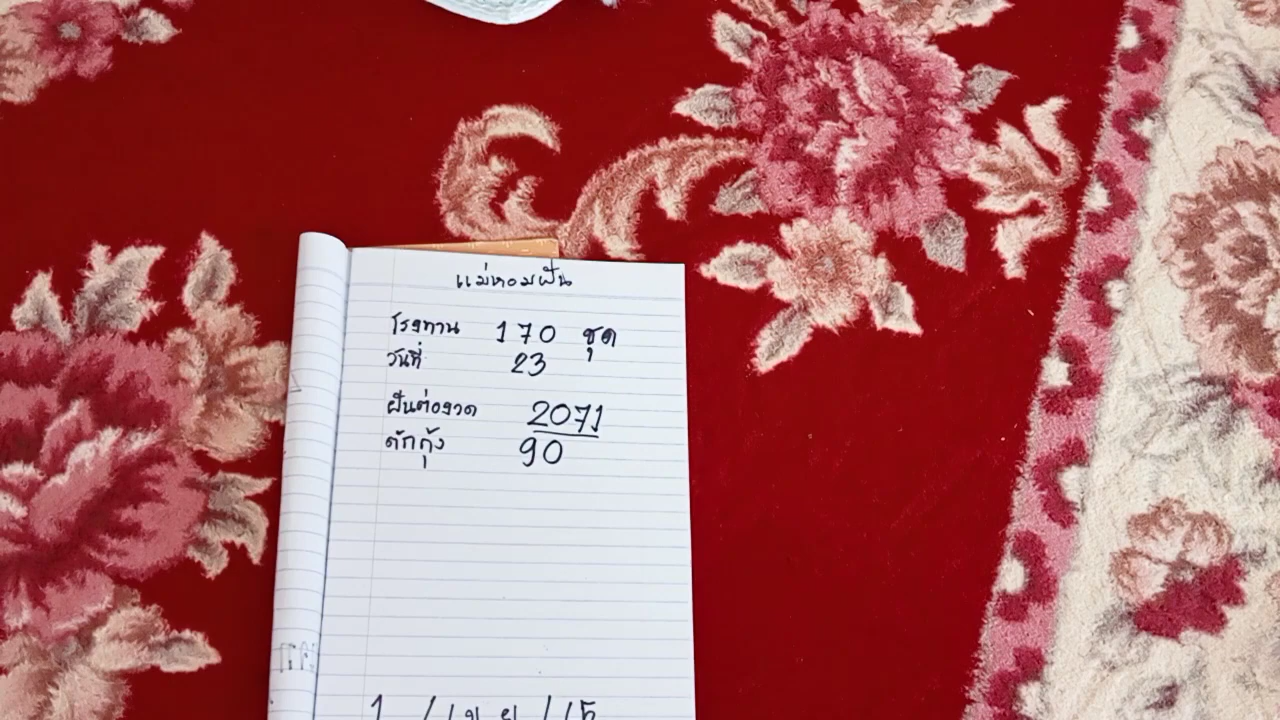 แม่หอมฝัน
โรงทาน 170 ชุด
วันที่ 23
ฝันต่องวด 2071
ดักกุ้ง 90